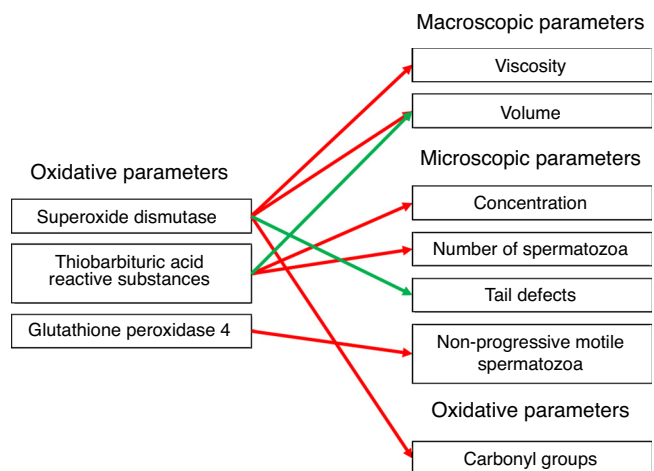 Macroscopic parameters
Viscosity
Volume
Oxidative parameters
Superoxide dismutase
Thiobarbituric acid
reactive substances
Glutathione peroxidase 4
Microscopic parameters
Concentration
Number of spermatozoa
Tail defects
Non-progressive motile
spermatozoa
Oxidative parameters
Carbonyl groups